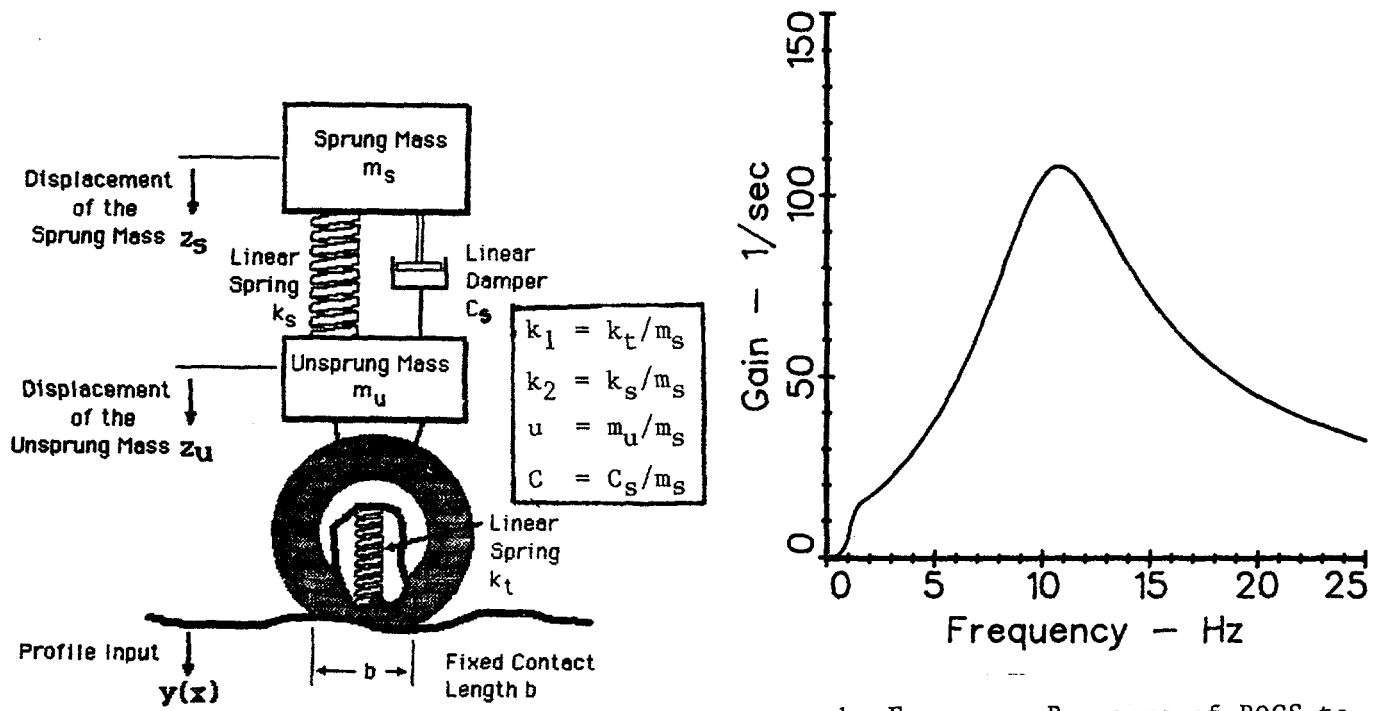 Sprung Mass
m_s
Displacement
of the
Sprung Mass z_s
Linear
Spring
k_s
Linear
Damper
C_s
Unsprung Mass
m_u
Displacement
of the
Unsprung Mass z_u
k_1 = k_t/m_s
k_2 = k_s/m_s
u = m_u/m_s
C = C_s/m_s
Linear
Spring
k_t
Profile Input
y(x)
b
Fixed Contact
Length b
Gain – 1/sec
0 50 100 150
0 5 10 15 20 25
Frequency – Hz